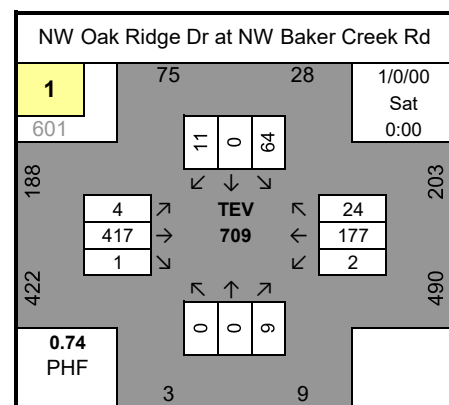 NW Oak Ridge Dr at NW Baker Creek Rd
1
601
75
28
1/0/00
Sat
0:00
188
11
0
64
203
↙ ↓ ↘
4 ↗ TEV ↖ 24
417 → 709 ← 177
1 ↘ ↙ 2
422
↖ ↑ ↗
0
0
9
490
0.74
PHF
3
9